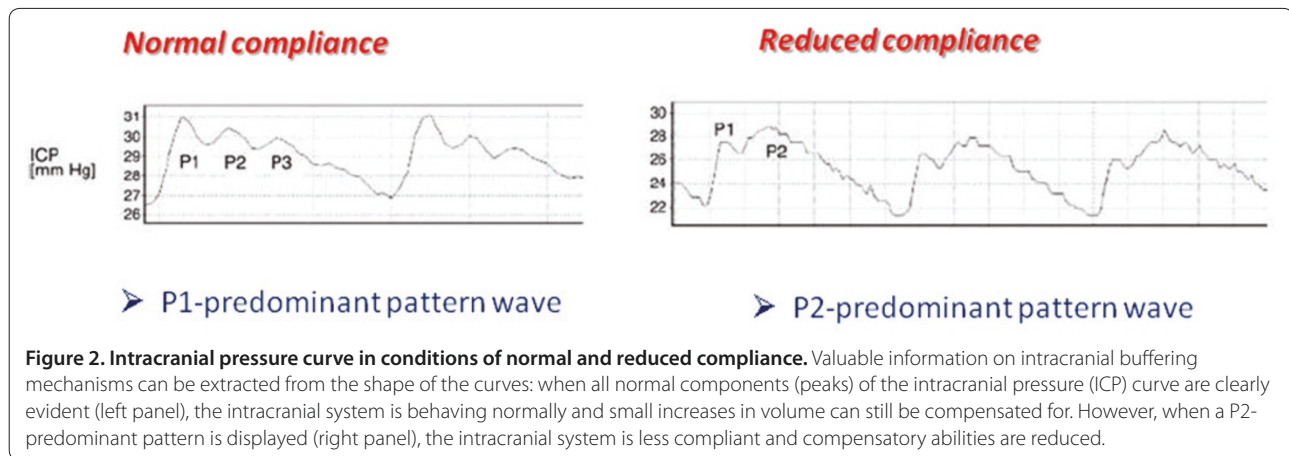 Normal compliance
Reduced compliance
ICP
[mm Hg]
31
30
29
28
27
26
P1
P2
P3
30
28
26
24
22
P1
P2
➢ P1-predominant pattern wave
➢ P2-predominant pattern wave
Figure 2. Intracranial pressure curve in conditions of normal and reduced compliance. Valuable information on intracranial buffering
mechanisms can be extracted from the shape of the curves: when all normal components (peaks) of the intracranial pressure (ICP) curve are clearly
evident (left panel), the intracranial system is behaving normally and small increases in volume can still be compensated for. However, when a P2-
predominant pattern is displayed (right panel), the intracranial system is less compliant and compensatory abilities are reduced.